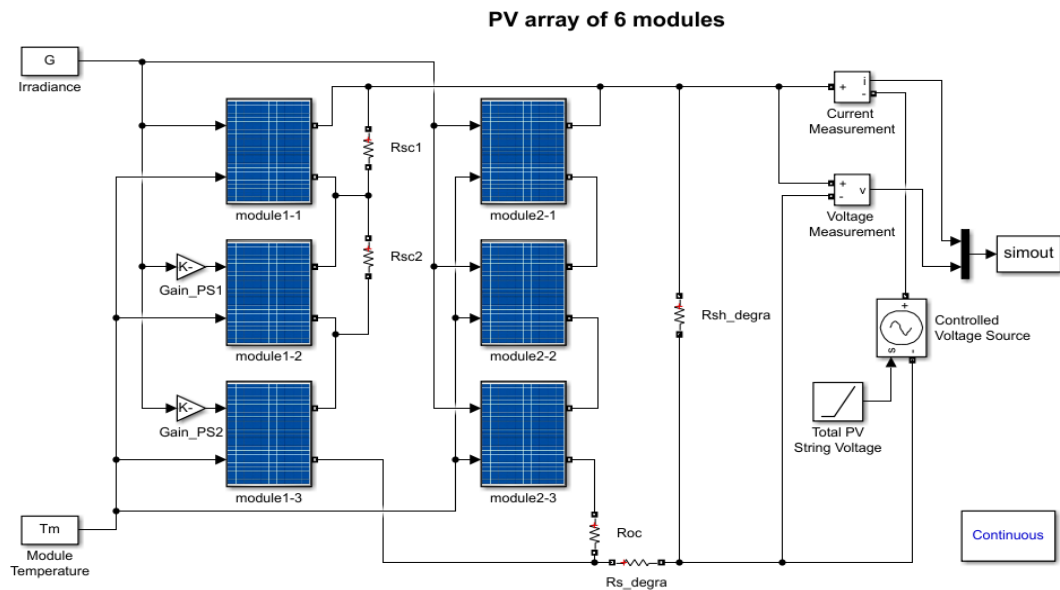 PV array of 6 modules
G
Irradiance
module1-1
Rsc1
module2-1
+
i
-
Current
Measurement
+
-
v
Voltage
Measurement
K-
Gain_PS1
Rsc2
module1-2
module2-2
Rsh_degra
simout
+
s
-
Controlled
Voltage Source
K-
Gain_PS2
module1-3
module2-3
Total PV
String Voltage
Tm
Module
Temperature
Roc
Rs_degra
Continuous